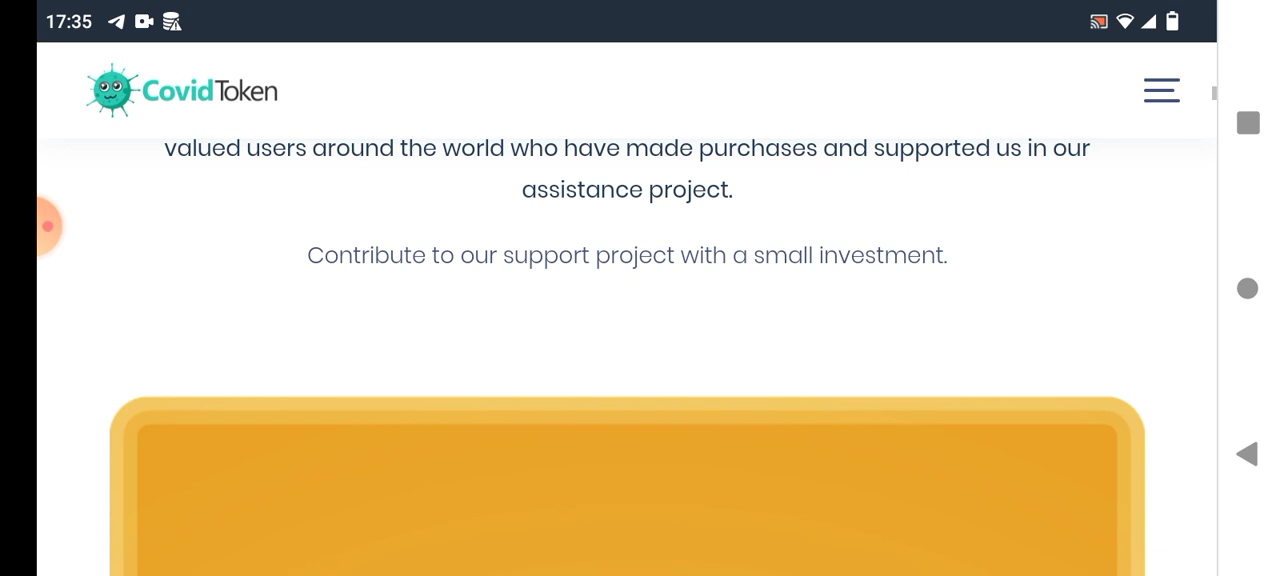 17:35
CovidToken
valued users around the world who have made purchases and supported us in our
assistance project.
Contribute to our support project with a small investment.